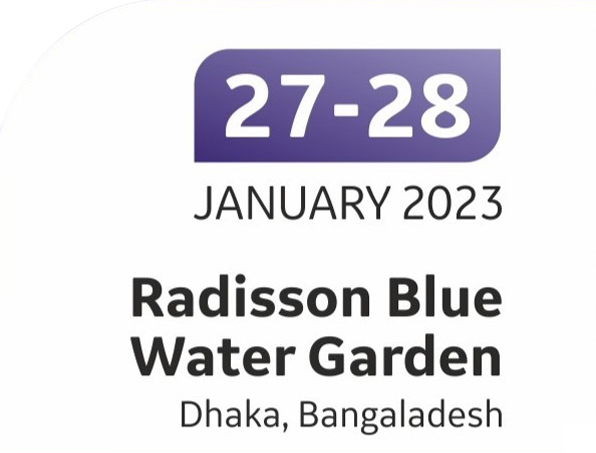 27-28
JANUARY 2023
Radisson Blue
Water Garden
Dhaka, Bangaladesh